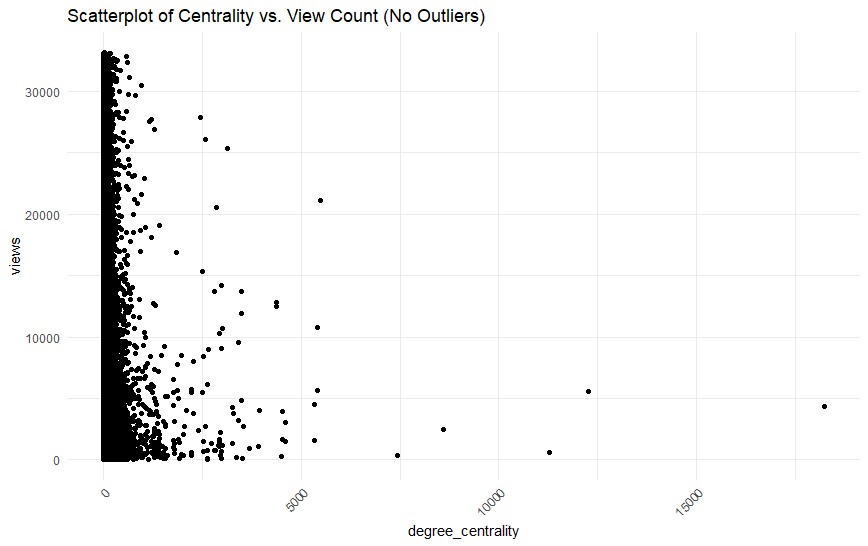 Scatterplot of Centrality vs. View Count (No Outliers)
views
30000
20000
10000
0
0
5000
10000
15000
degree_centrality